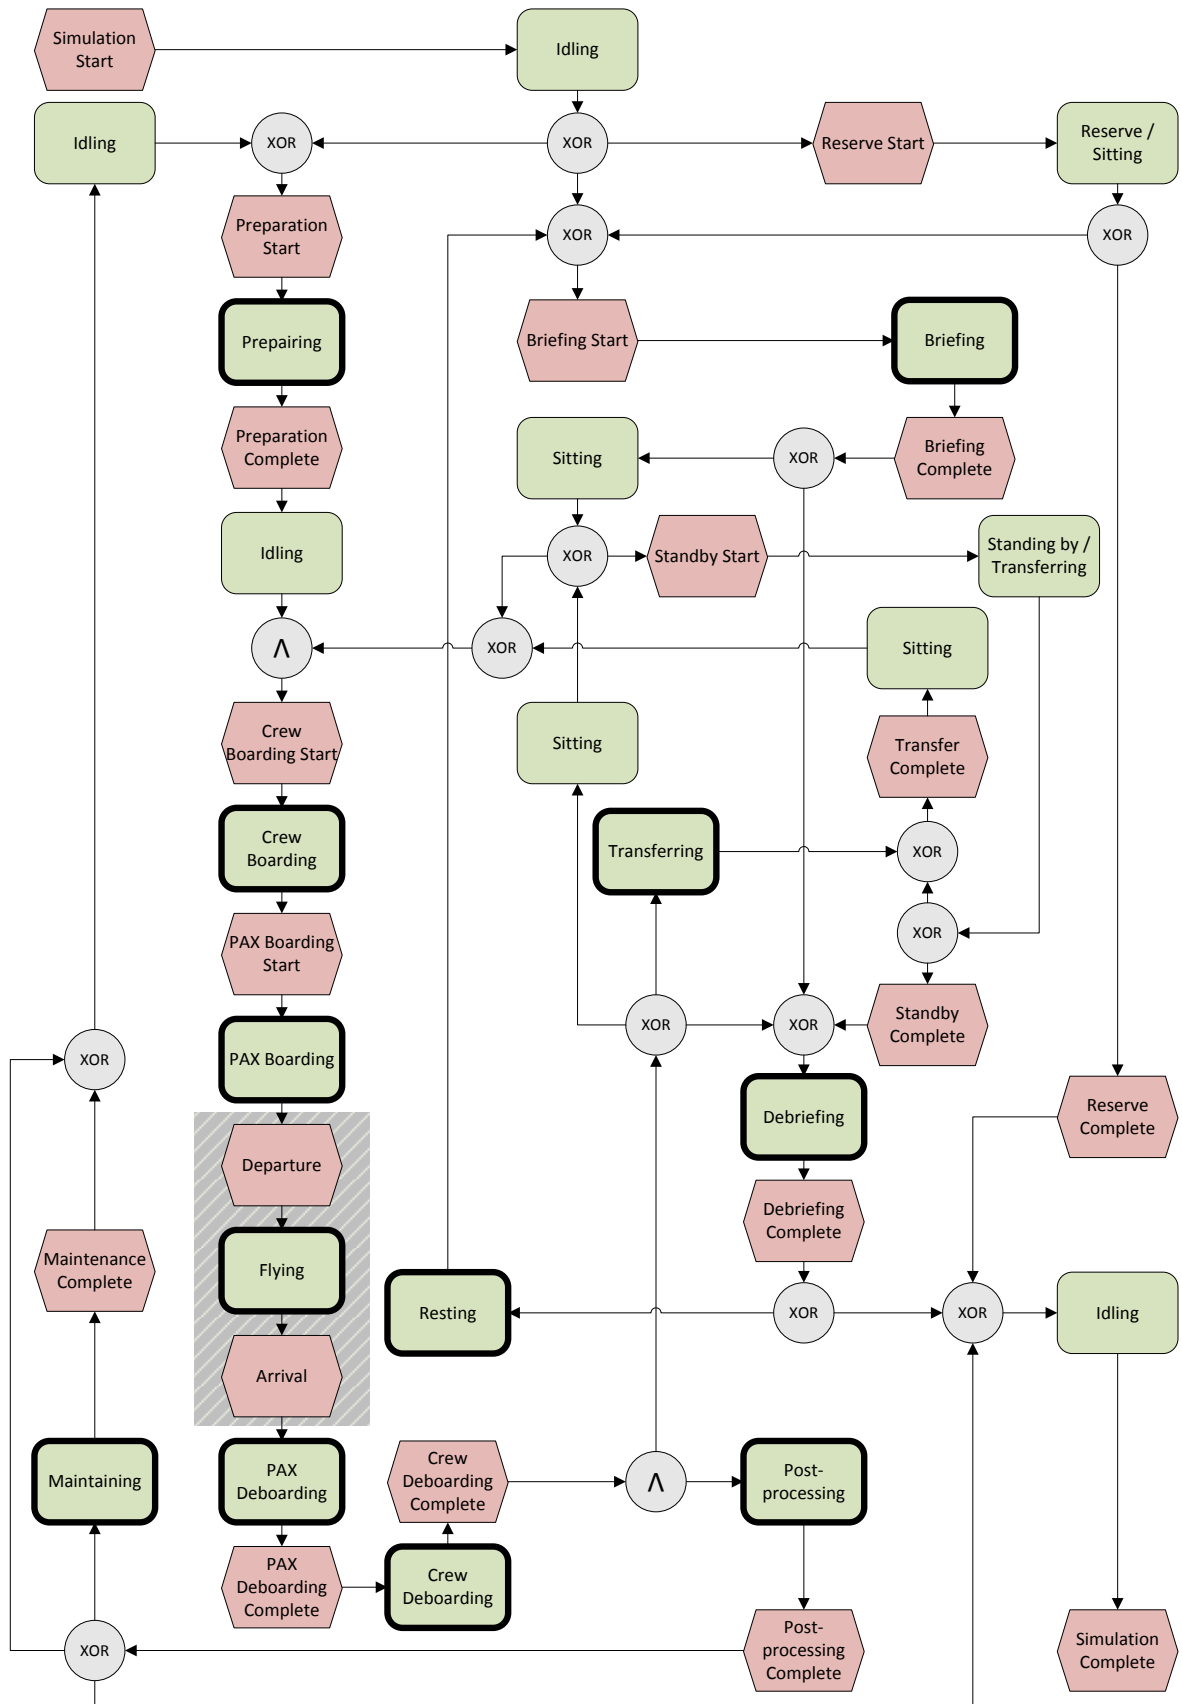 Simulation
Start
Idling
Idling
XOR
XOR
Reserve Start
Reserve /
Sitting
Preparation
Start
XOR
XOR
Prepairing
Briefing Start
Briefing
Preparation
Complete
Sitting
XOR
Briefing
Complete
Idling
XOR
Standby Start
Standing by /
Transferring
Λ
XOR
Sitting
Crew
Boarding Start
Sitting
Transfer
Complete
Crew
Boarding
Transferring
XOR
PAX Boarding
Start
XOR
PAX Boarding
XOR
XOR
XOR
Standby
Complete
Debriefing
Reserve
Complete
Departure
Debriefing
Complete
Maintenance
Complete
Flying
Resting
XOR
XOR
Idling
Arrival
Maintaining
PAX
Deboarding
Crew
Deboarding
Complete
Λ
Post-
processing
PAX
Deboarding
Complete
Crew
Deboarding
XOR
Post-
processing
Complete
Simulation
Complete